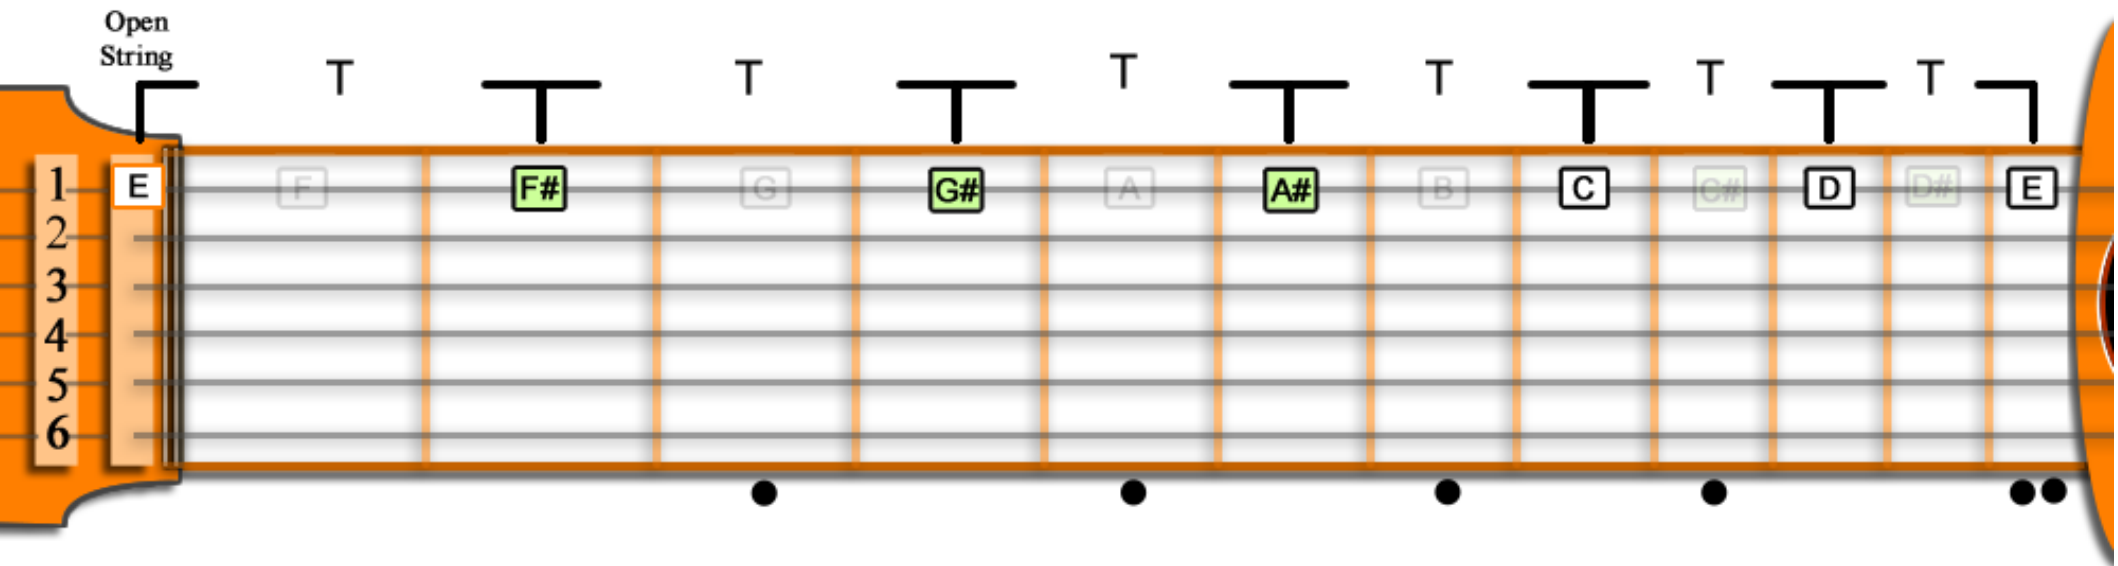 Open
String
T T T T T T
1 E F F# G G# A A# B C C# D D# E
2
3
4
5
6